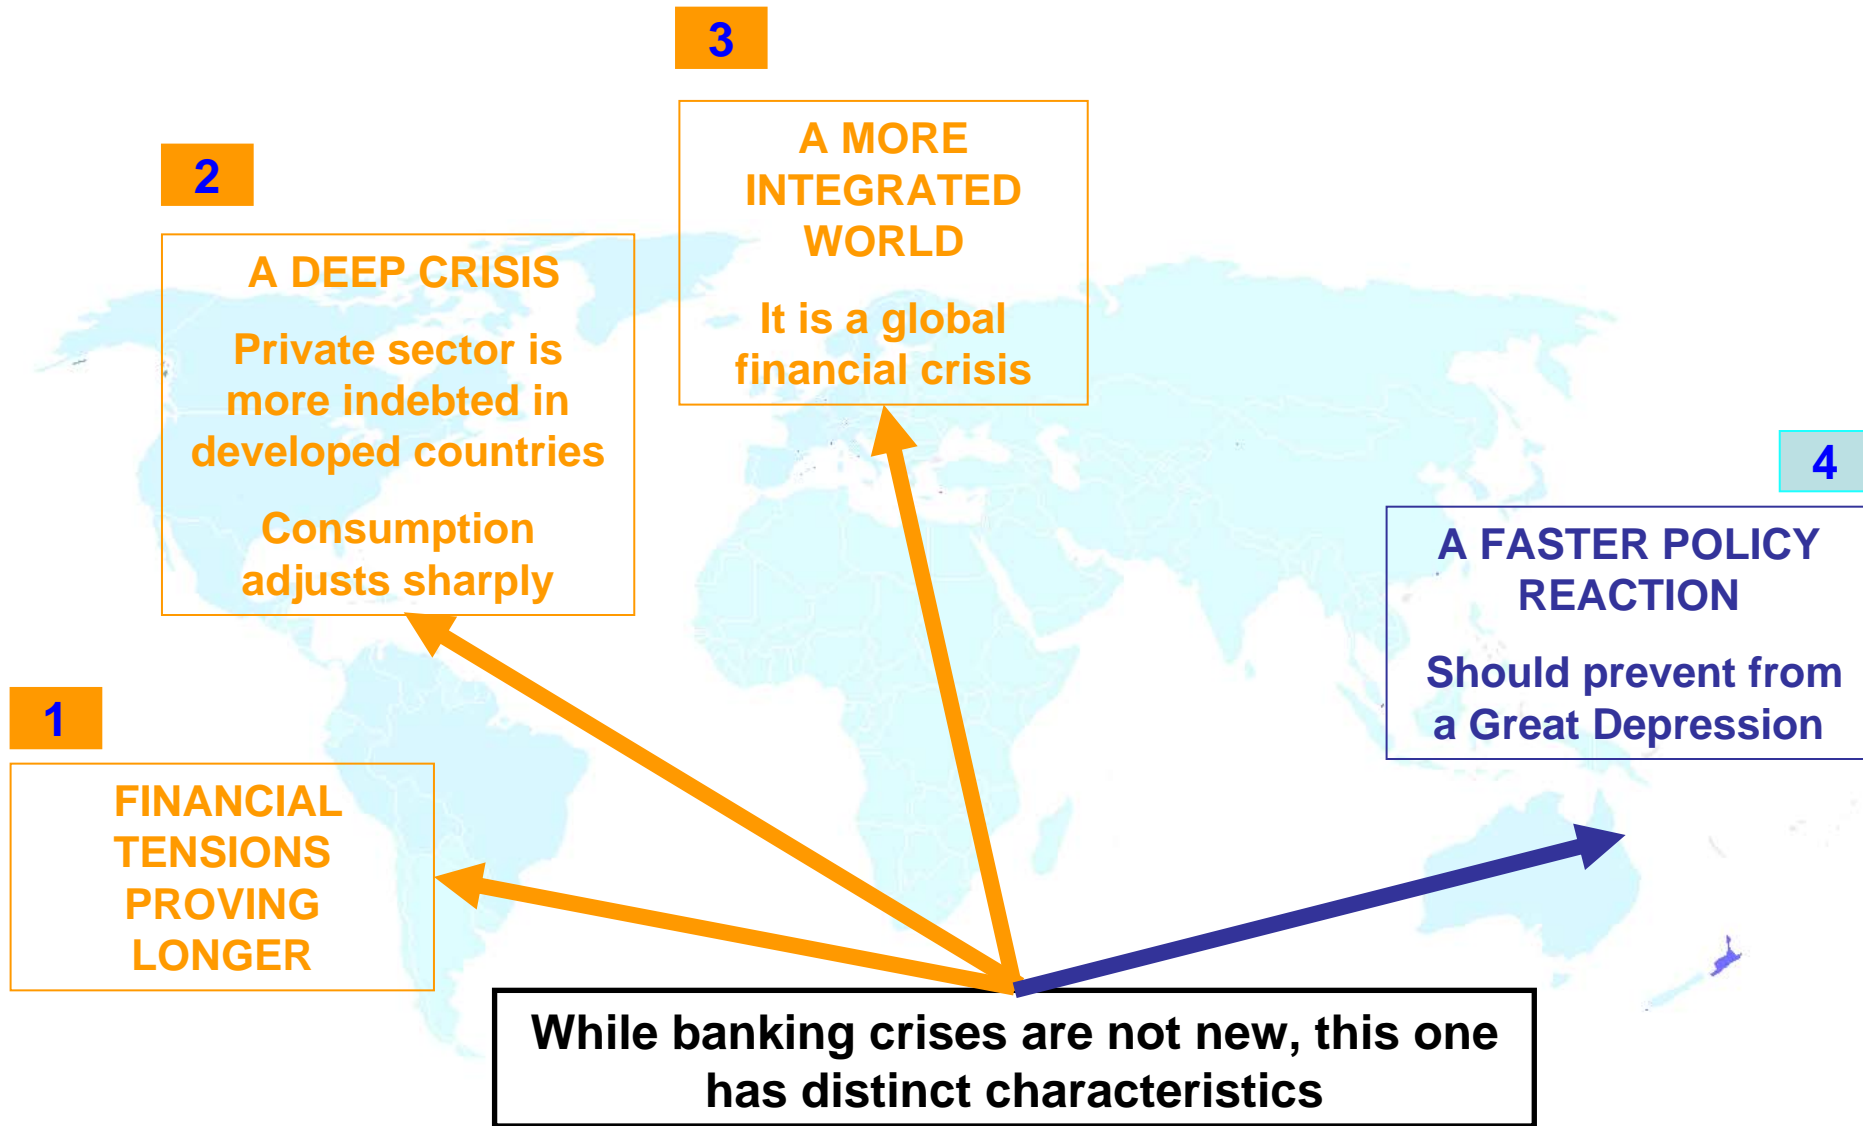 3
A MORE
INTEGRATED
WORLD
It is a global
financial crisis
2
A DEEP CRISIS
Private sector is
more indebted in
developed countries
Consumption
adjusts sharply
4
A FASTER POLICY
REACTION
Should prevent from
a Great Depression
1
FINANCIAL
TENSIONS
PROVING
LONGER
While banking crises are not new, this one
has distinct characteristics